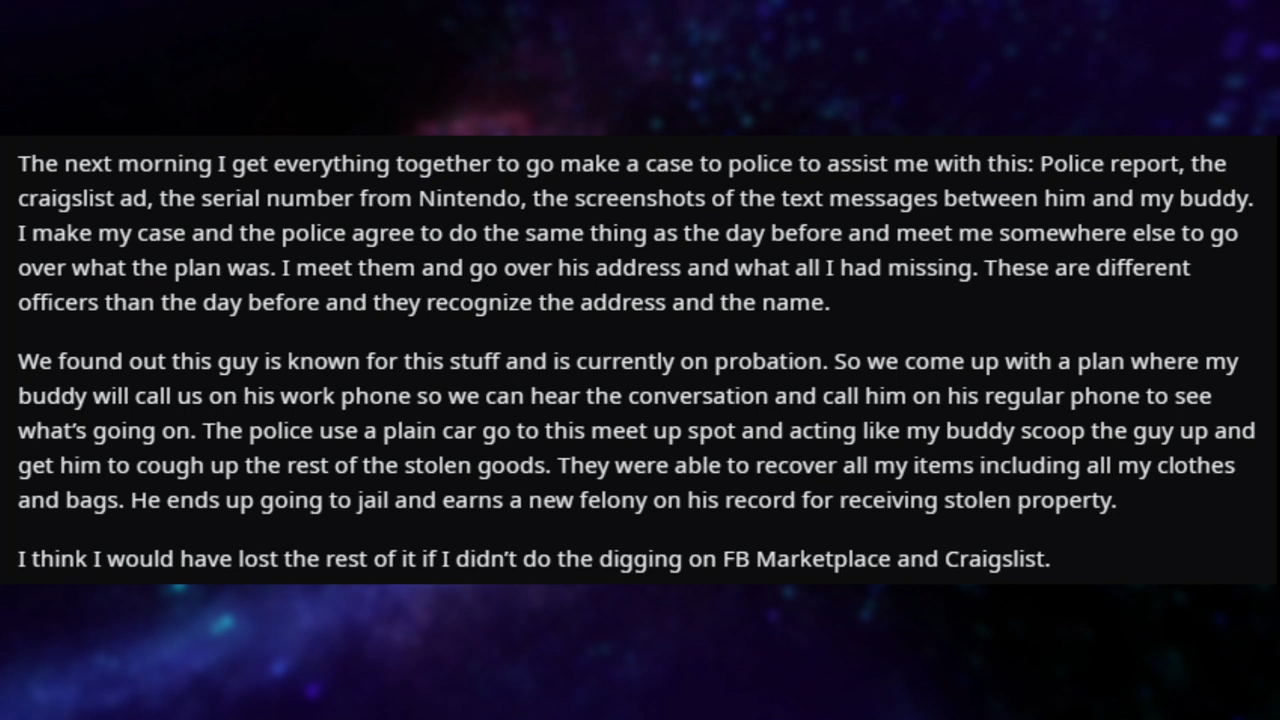 The next morning I get everything together to go make a case to police to assist me with this: Police report, the
craigslist ad, the serial number from Nintendo, the screenshots of the text messages between him and my buddy.
I make my case and the police agree to do the same thing as the day before and meet me somewhere else to go
over what the plan was. I meet them and go over his address and what all I had missing. These are different
officers than the day before and they recognize the address and the name.
We found out this guy is known for this stuff and is currently on probation. So we come up with a plan where my
buddy will call us on his work phone so we can hear the conversation and call him on his regular phone to see
what’s going on. The police use a plain car go to this meet up spot and acting like my buddy scoop the guy up and
get him to cough up the rest of the stolen goods. They were able to recover all my items including all my clothes
and bags. He ends up going to jail and earns a new felony on his record for receiving stolen property.
I think I would have lost the rest of it if I didn’t do the digging on FB Marketplace and Craigslist.